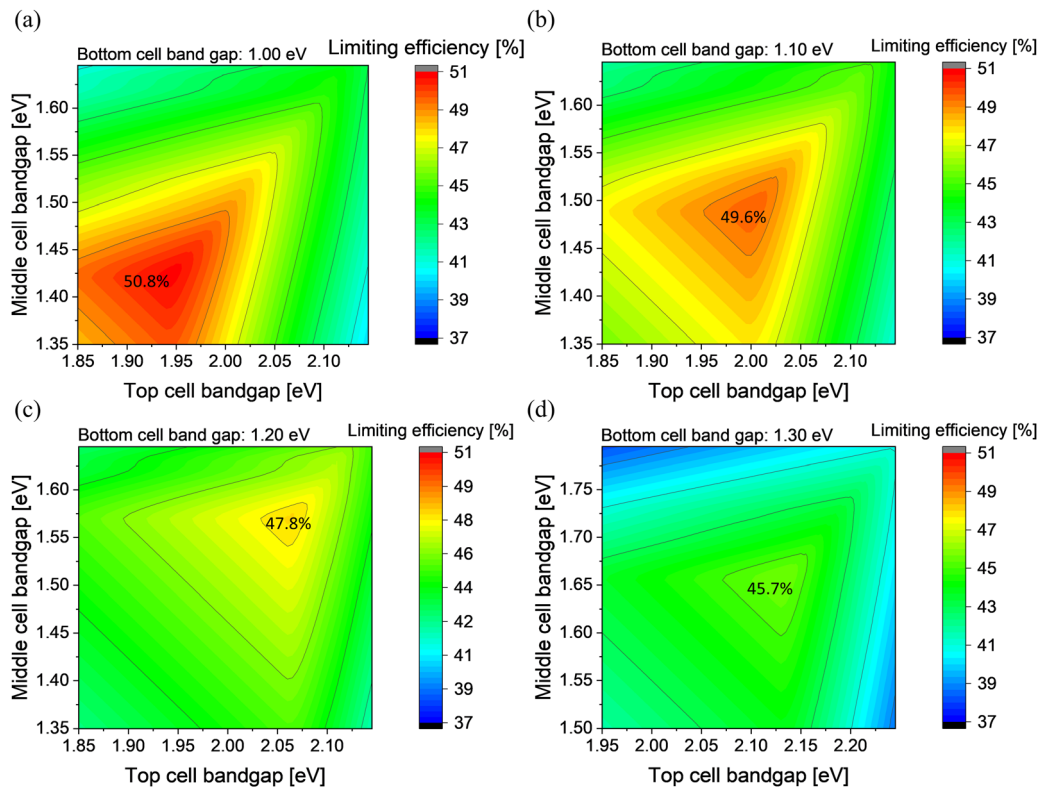 (a)
Bottom cell band gap: 1.00 eV
Limiting efficiency [%]
Middle cell bandgap [eV]
1.60
1.55
1.50
1.45
1.40
1.35
50.8%
1.85 1.90 1.95 2.00 2.05 2.10
Top cell bandgap [eV]
51
49
47
45
43
41
39
37
(b)
Bottom cell band gap: 1.10 eV
Limiting efficiency [%]
Middle cell bandgap [eV]
1.60
1.55
1.50
1.45
1.40
1.35
49.6%
1.85 1.90 1.95 2.00 2.05 2.10
Top cell bandgap [eV]
51
49
47
45
43
41
39
37
(c)
Bottom cell band gap: 1.20 eV
Limiting efficiency [%]
Middle cell bandgap [eV]
1.60
1.55
1.50
1.45
1.40
1.35
47.8%
1.85 1.90 1.95 2.00 2.05 2.10
Top cell bandgap [eV]
51
49
48
46
44
42
41
39
37
(d)
Bottom cell band gap: 1.30 eV
Limiting efficiency [%]
Middle cell bandgap [eV]
1.75
1.70
1.65
1.60
1.55
1.50
45.7%
1.95 2.00 2.05 2.10 2.15 2.20
Top cell bandgap [eV]
51
49
47
45
43
41
39
37